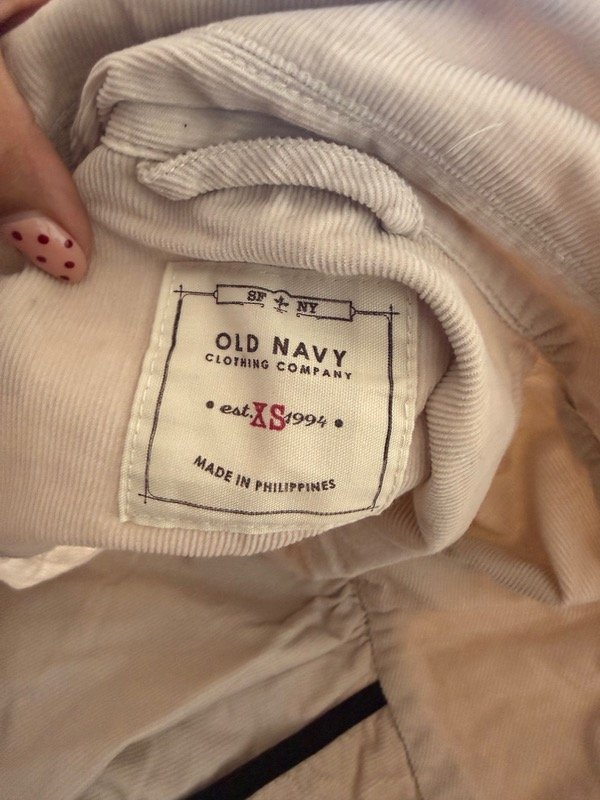 SF NY
OLD NAVY
CLOTHING COMPANY
• est. XS 1994 •
MADE IN PHILIPPINES